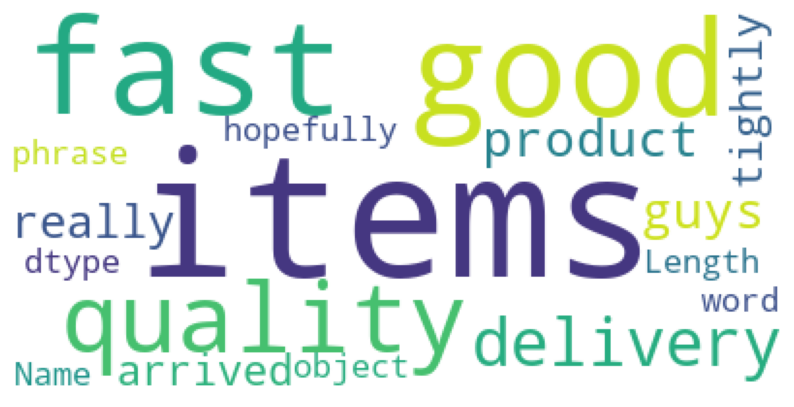 fast good
tightly
hopefully
product
phrase
items
really
guys
dtype
Length
quality
word
delivery
Name arrived object